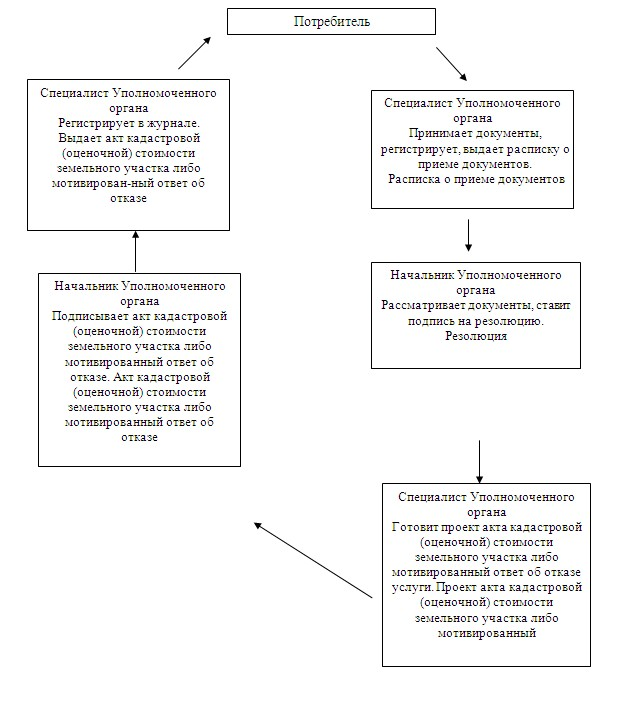 Потребитель
Специалист Уполномоченного
органа
Принимает документы,
регистрирует, выдает расписку о
приеме документов.
Расписка о приеме документов
Начальник Уполномоченного
органа
Рассматривает документы, ставит
подпись на резолюцию.
Резолюция
Специалист Уполномоченного
органа
Готовит проект акта кадастровой
(оценочной) стоимости
земельного участка либо
мотивированный ответ об отказе
услуги. Проект акта кадастровой
(оценочной) стоимости
земельного участка либо
мотивированный
Начальник Уполномоченного
органа
Подписывает акт кадастровой
(оценочной) стоимости
земельного участка либо
мотивированный ответ об
отказе. Акт кадастровой
(оценочной) стоимости
земельного участка либо
мотивированный ответ об
отказе
Специалист Уполномоченного
органа
Регистрирует в журнале.
Выдает акт кадастровой
(оценочной) стоимости
земельного участка либо
мотивирован-ный ответ об
отказе